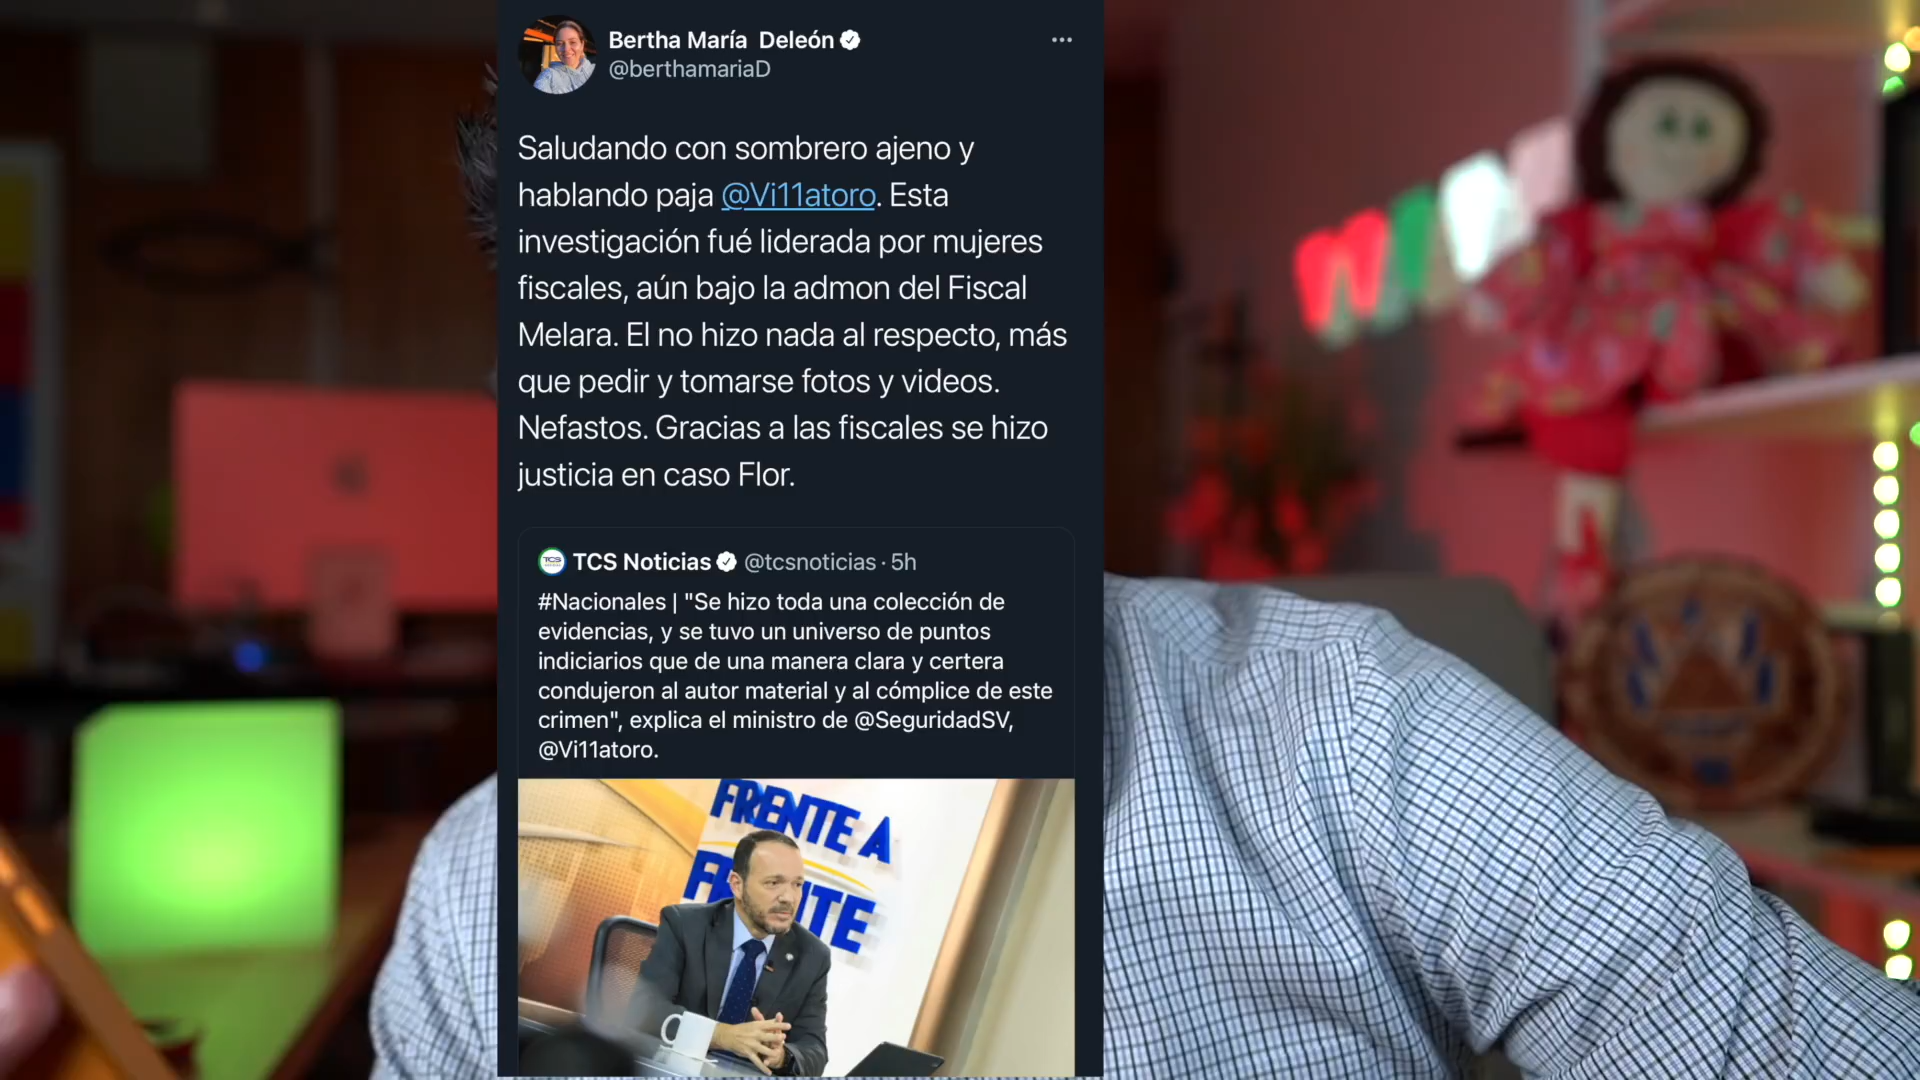 Bertha María Deleón
@berthamariaD
Saludando con sombrero ajeno y
hablando paja @Vi11atoro. Esta
investigación fué liderada por mujeres
fiscales, aún bajo la admon del Fiscal
Melara. El no hizo nada al respecto, más
que pedir y tomarse fotos y videos.
Nefastos. Gracias a las fiscales se hizo
justicia en caso Flor.
TCS Noticias @tcsnoticias · 5h
#Nacionales | "Se hizo toda una colección de
evidencias, y se tuvo un universo de puntos
indiciarios que de una manera clara y certera
condujeron al autor material y al cómplice de este
crimen", explica el ministro de @SeguridadSV,
@Vi11atoro.
FRENTE A